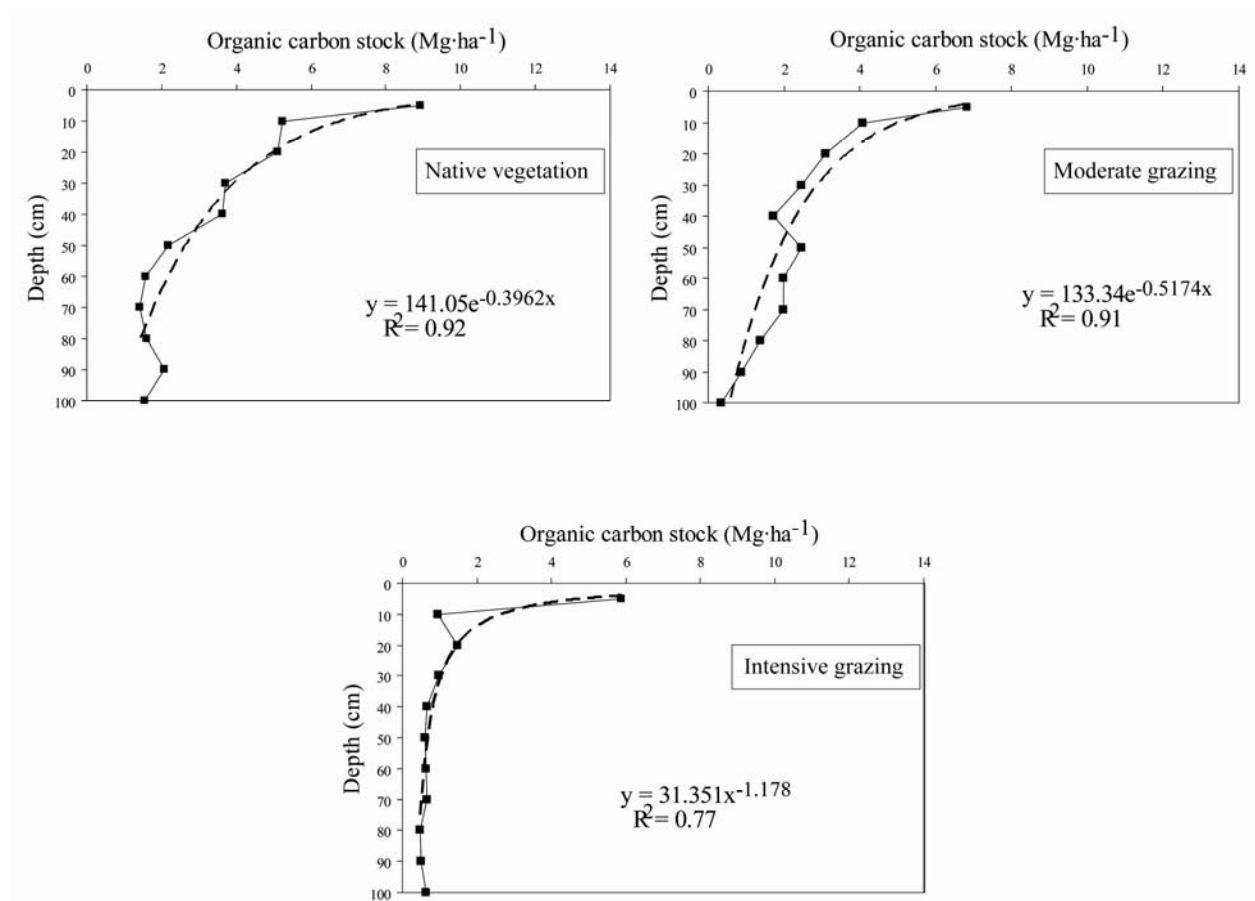 Organic carbon stock (Mg·ha-1)
0 2 4 6 8 10 12 14
0
10
20
30
40
50
60
70
80
90
100
Depth (cm)
Native vegetation
y = 141.05e-0.3962x
R2 = 0.92
Organic carbon stock (Mg·ha-1)
0 2 4 6 8 10 12 14
0
10
20
30
40
50
60
70
80
90
100
Depth (cm)
Moderate grazing
y = 133.34e-0.5174x
R2 = 0.91
Organic carbon stock (Mg·ha-1)
0 2 4 6 8 10 12 14
0
10
20
30
40
50
60
70
80
90
100
Depth (cm)
Intensive grazing
y = 31.351x-1.178
R2 = 0.77